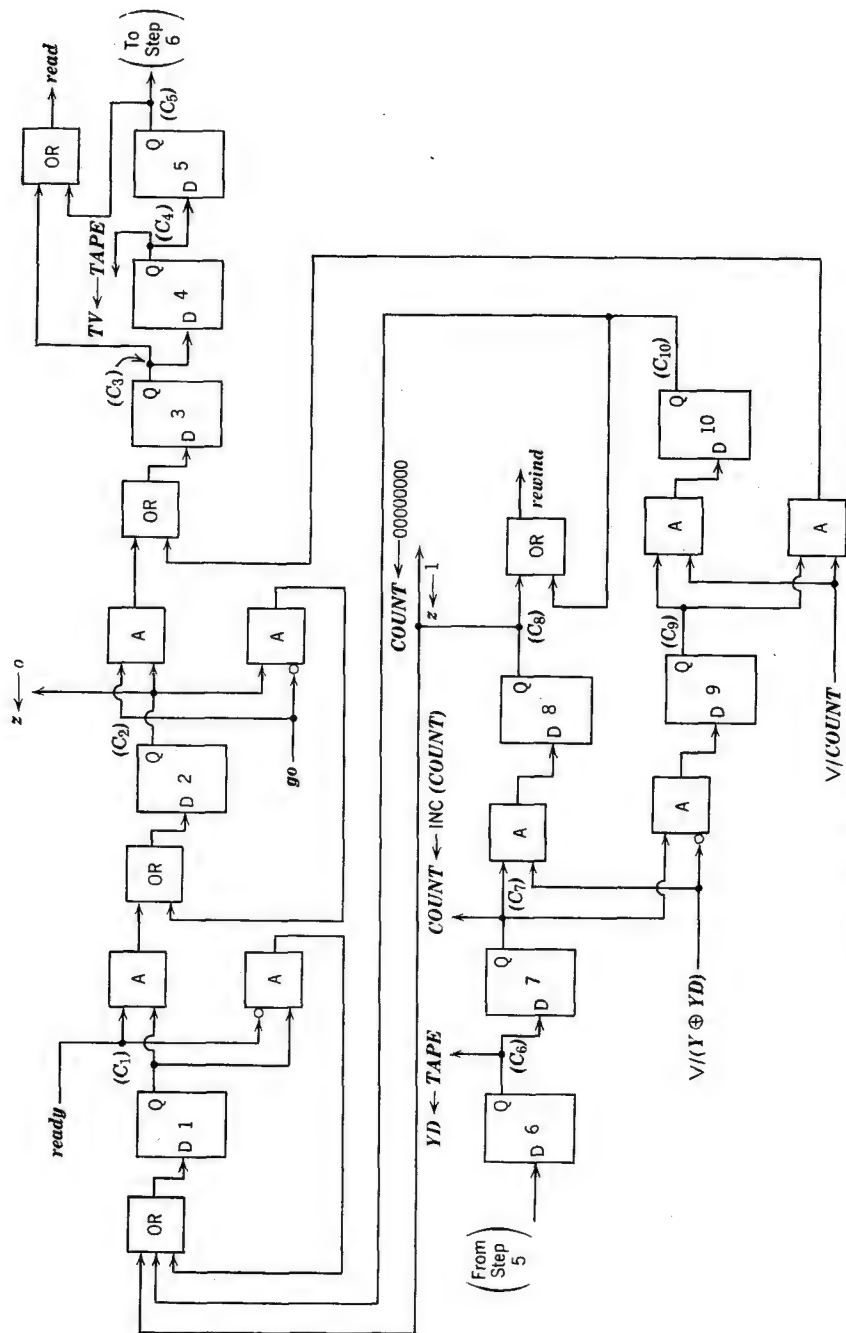 (To Step 6)
read
OR
(C₅)
Q
D 5
(C₄)
TV ← TAPE
Q
D 4
(C₃)
Q
D 3
OR
A
A
z ← 0
(C₂)
go
Q
D 2
OR
A
A
ready
(C₁)
Q
D 1
OR
COUNT ← 00000000
z ← 1
rewind
OR
(C₈)
Q
D 8
A
COUNT ← INC (COUNT)
(C₇)
Q
D 7
YD ← TAPE
(C₆)
Q
D 6
(From Step 5)
(C₁₀)
Q
D 10
A
A
(C₉)
Q
D 9
A
∨/COUNT
∨/(Y ⊕ YD)